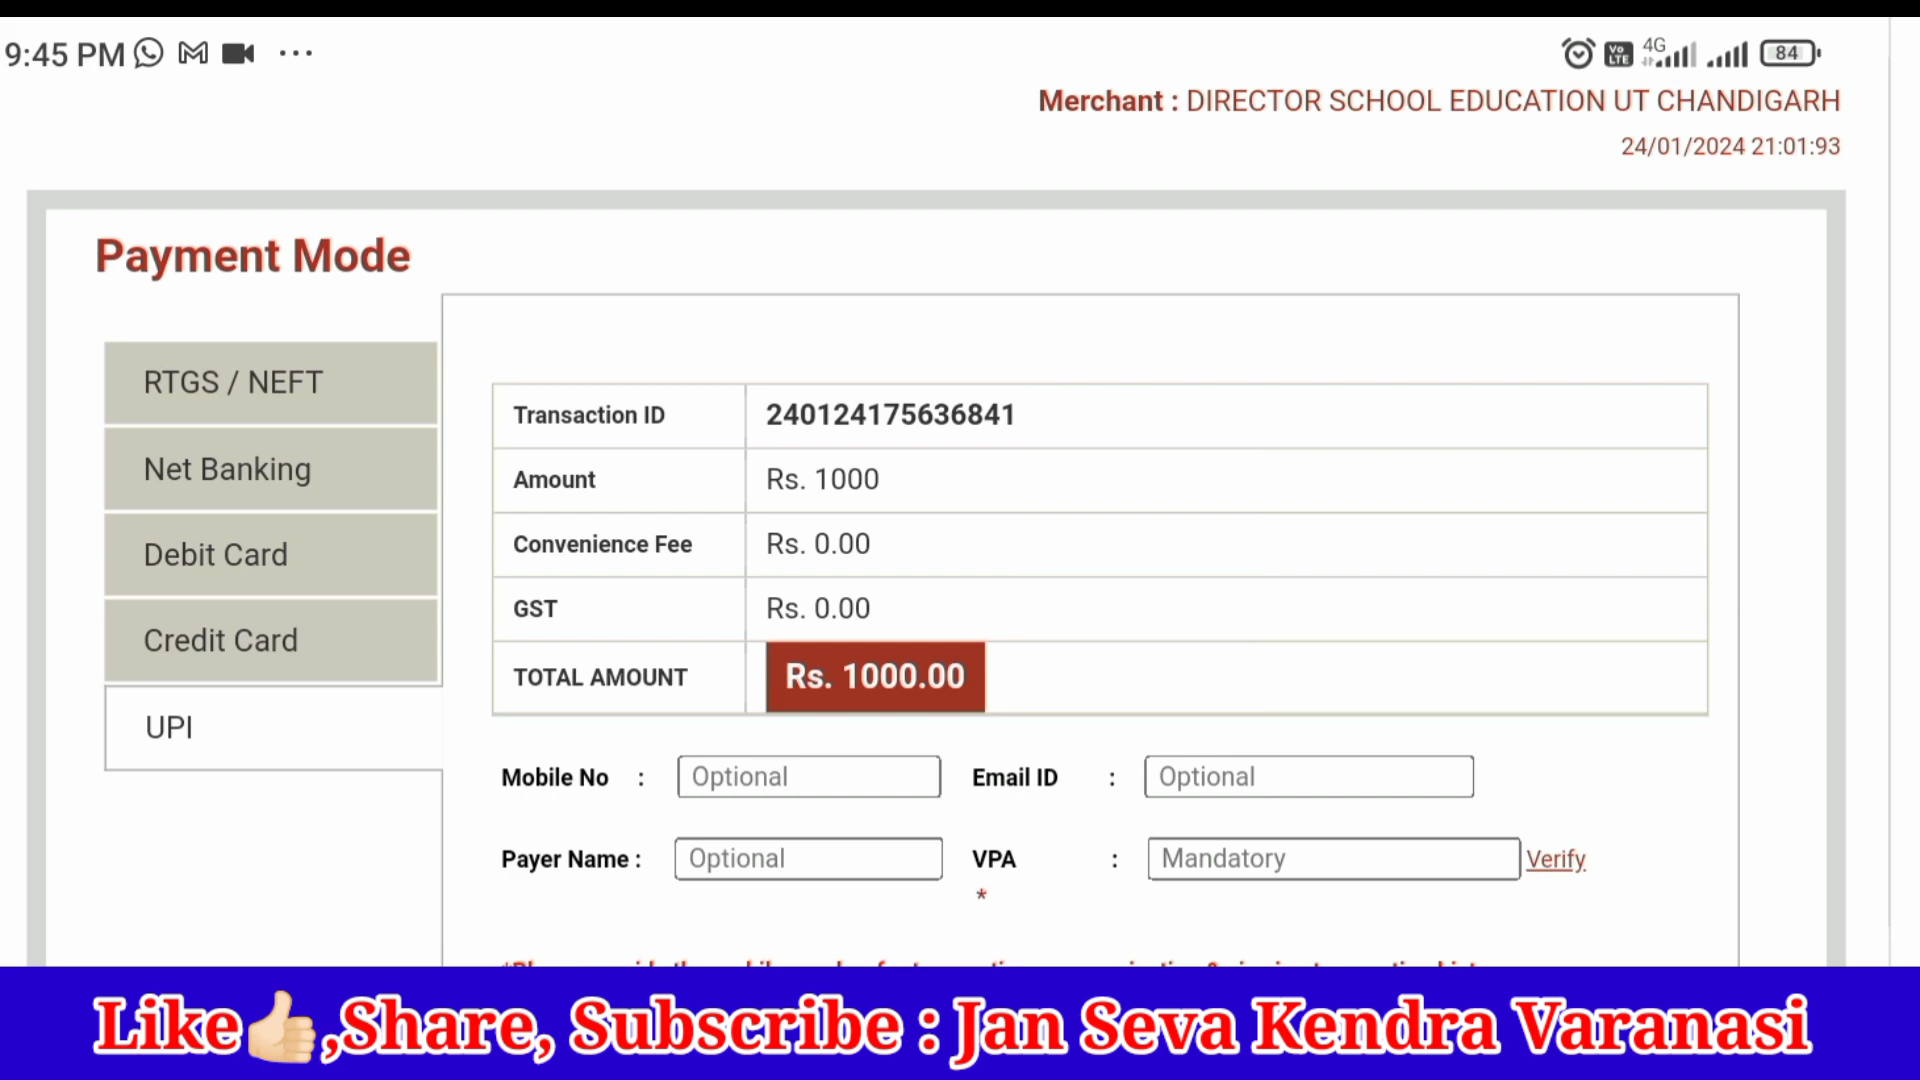 9:45 PM ...
Vo LTE 4G 84
Merchant : DIRECTOR SCHOOL EDUCATION UT CHANDIGARH
24/01/2024 21:01:93
Payment Mode
RTGS / NEFT
Net Banking
Debit Card
Credit Card
UPI
Transaction ID 240124175636841
Amount Rs. 1000
Convenience Fee Rs. 0.00
GST Rs. 0.00
TOTAL AMOUNT Rs. 1000.00
Mobile No : Optional Email ID : Optional
Payer Name : Optional VPA : Mandatory Verify
*
Like👍🏻,Share, Subscribe : Jan Seva Kendra Varanasi